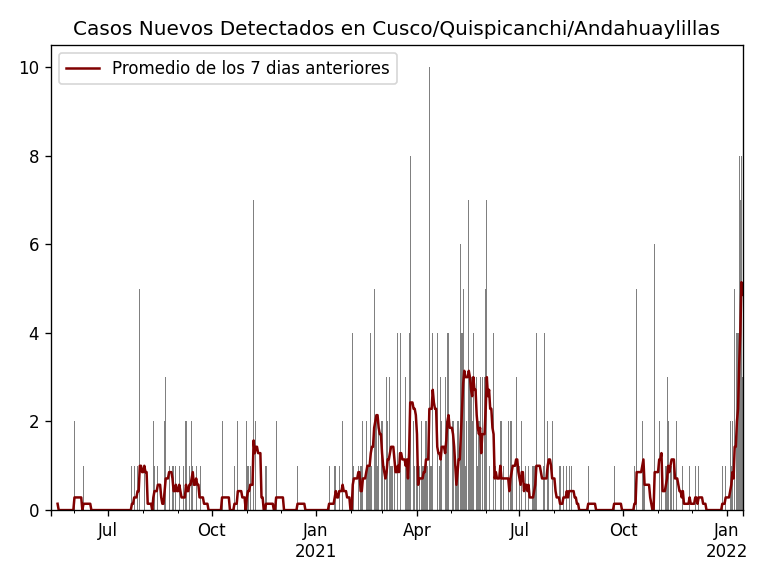 Casos Nuevos Detectados en Cusco/Quispicanchi/Andahuaylillas
Promedio de los 7 dias anteriores
10
8
6
4
2
0
Jul Oct Jan Apr Jul Oct Jan
2021 2022